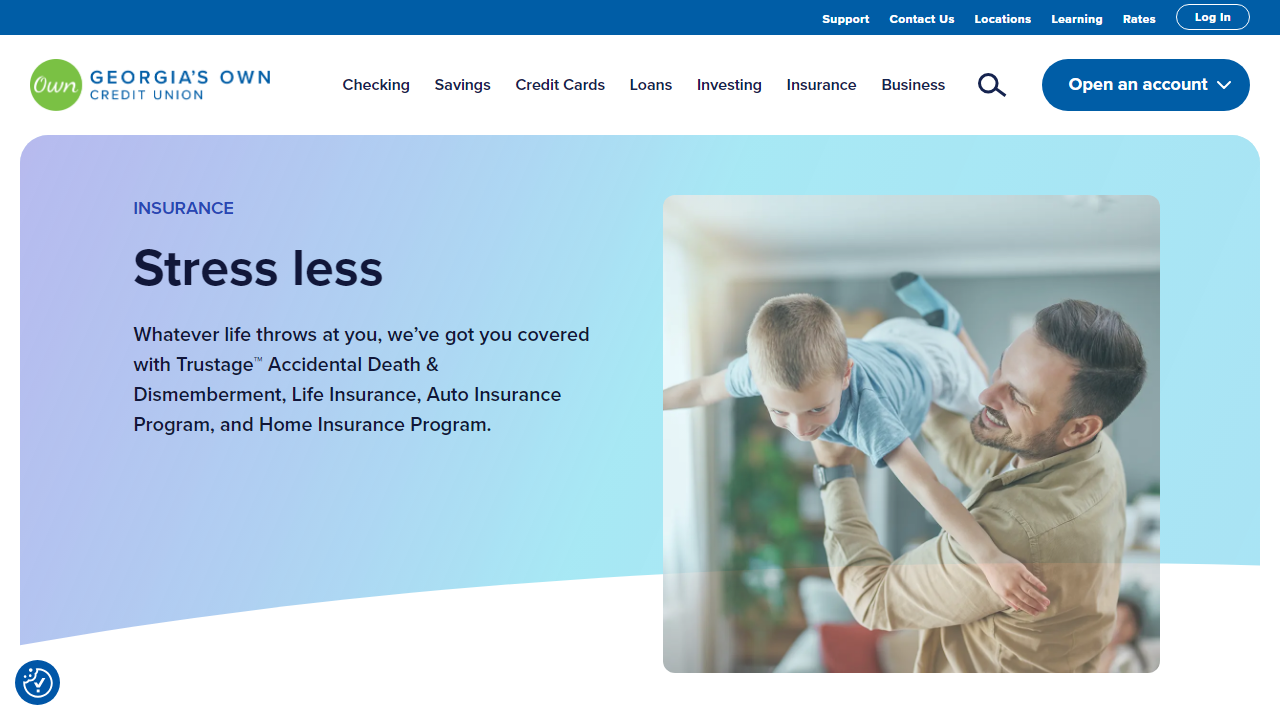 Support Contact Us Locations Learning Rates Log In
Own GEORGIA'S OWN
CREDIT UNION
Checking Savings Credit Cards Loans Investing Insurance Business Open an account
INSURANCE
Stress less
Whatever life throws at you, we’ve got you covered
with Trustage™ Accidental Death &
Dismemberment, Life Insurance, Auto Insurance
Program, and Home Insurance Program.